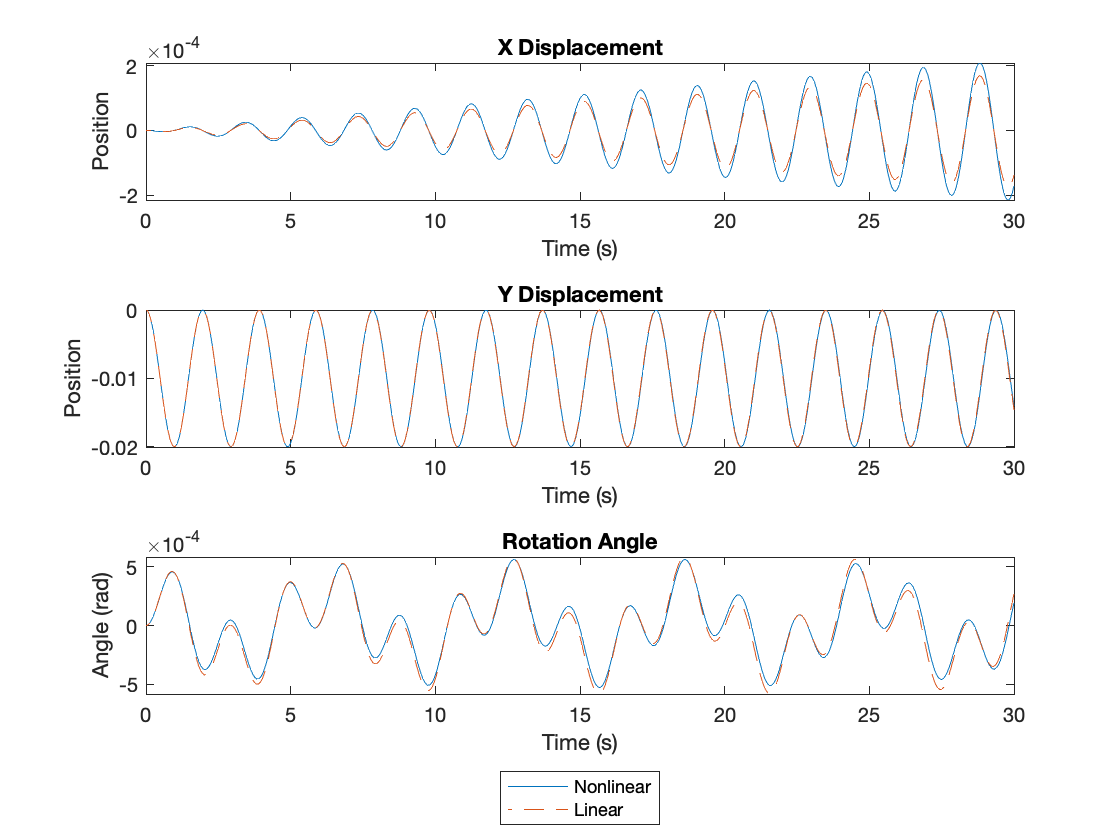 ×10^-4
X Displacement
Position
2
0
-2
0 5 10 15 20 25 30
Time (s)
Y Displacement
Position
0
-0.01
-0.02
0 5 10 15 20 25 30
Time (s)
×10^-4
Rotation Angle
Angle (rad)
5
0
-5
0 5 10 15 20 25 30
Time (s)
Nonlinear
Linear